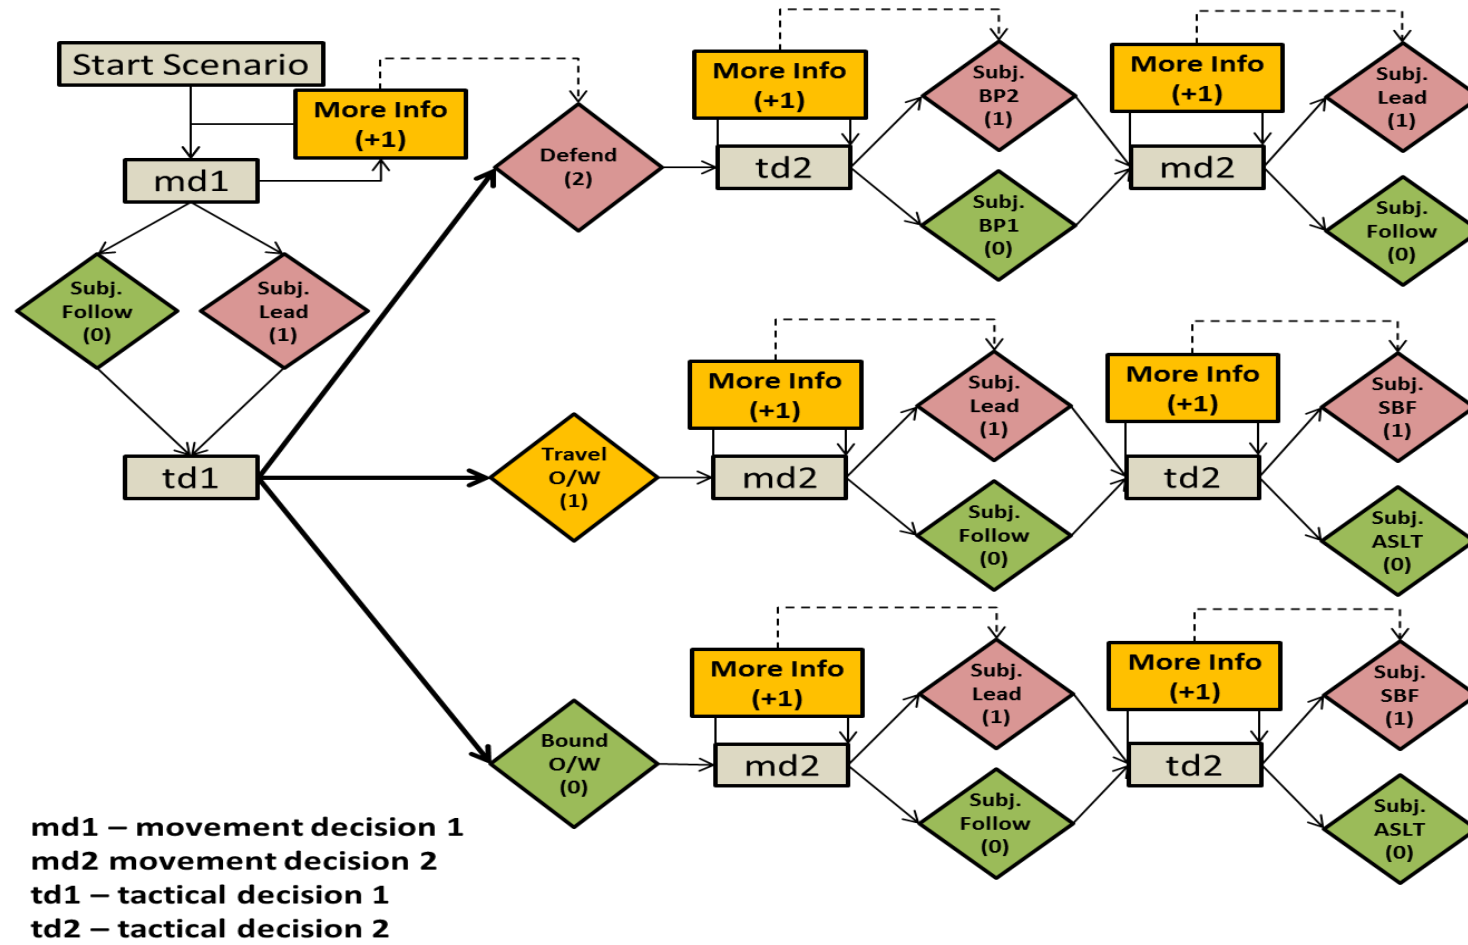 Start Scenario
More Info
(+1)
md1
Subj.
Follow
(0)
Subj.
Lead
(1)
td1
Defend
(2)
More Info
(+1)
td2
Subj.
BP2
(1)
Subj.
BP1
(0)
More Info
(+1)
md2
Subj.
Lead
(1)
Subj.
Follow
(0)
Travel
O/W
(1)
More Info
(+1)
md2
Subj.
Lead
(1)
Subj.
Follow
(0)
More Info
(+1)
td2
Subj.
SBF
(1)
Subj.
ASLT
(0)
Bound
O/W
(0)
More Info
(+1)
md2
Subj.
Lead
(1)
Subj.
Follow
(0)
More Info
(+1)
td2
Subj.
SBF
(1)
Subj.
ASLT
(0)
md1 – movement decision 1
md2 movement decision 2
td1 – tactical decision 1
td2 – tactical decision 2